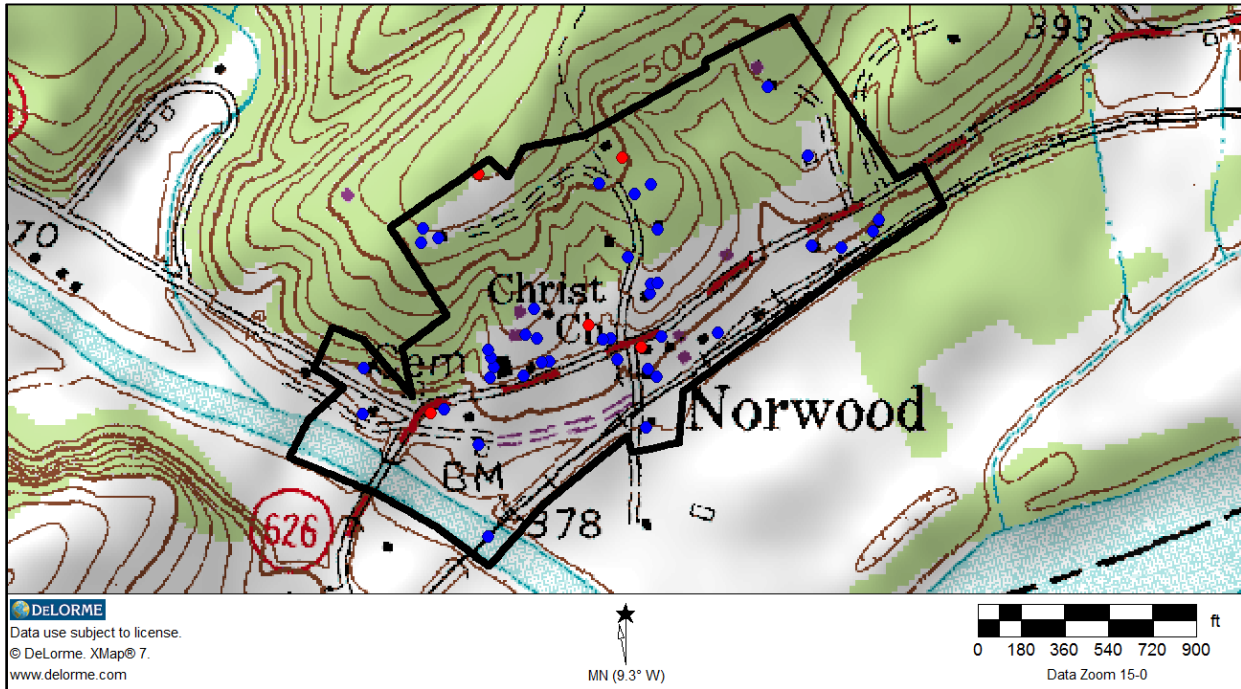 393
500
Christ
Ch
Cem
70
Norwood
BM
378
626
DELORME
Data use subject to license.
© DeLorme. XMap® 7.
www.delorme.com
MN (9.3° W)
ft
0 180 360 540 720 900
Data Zoom 15-0